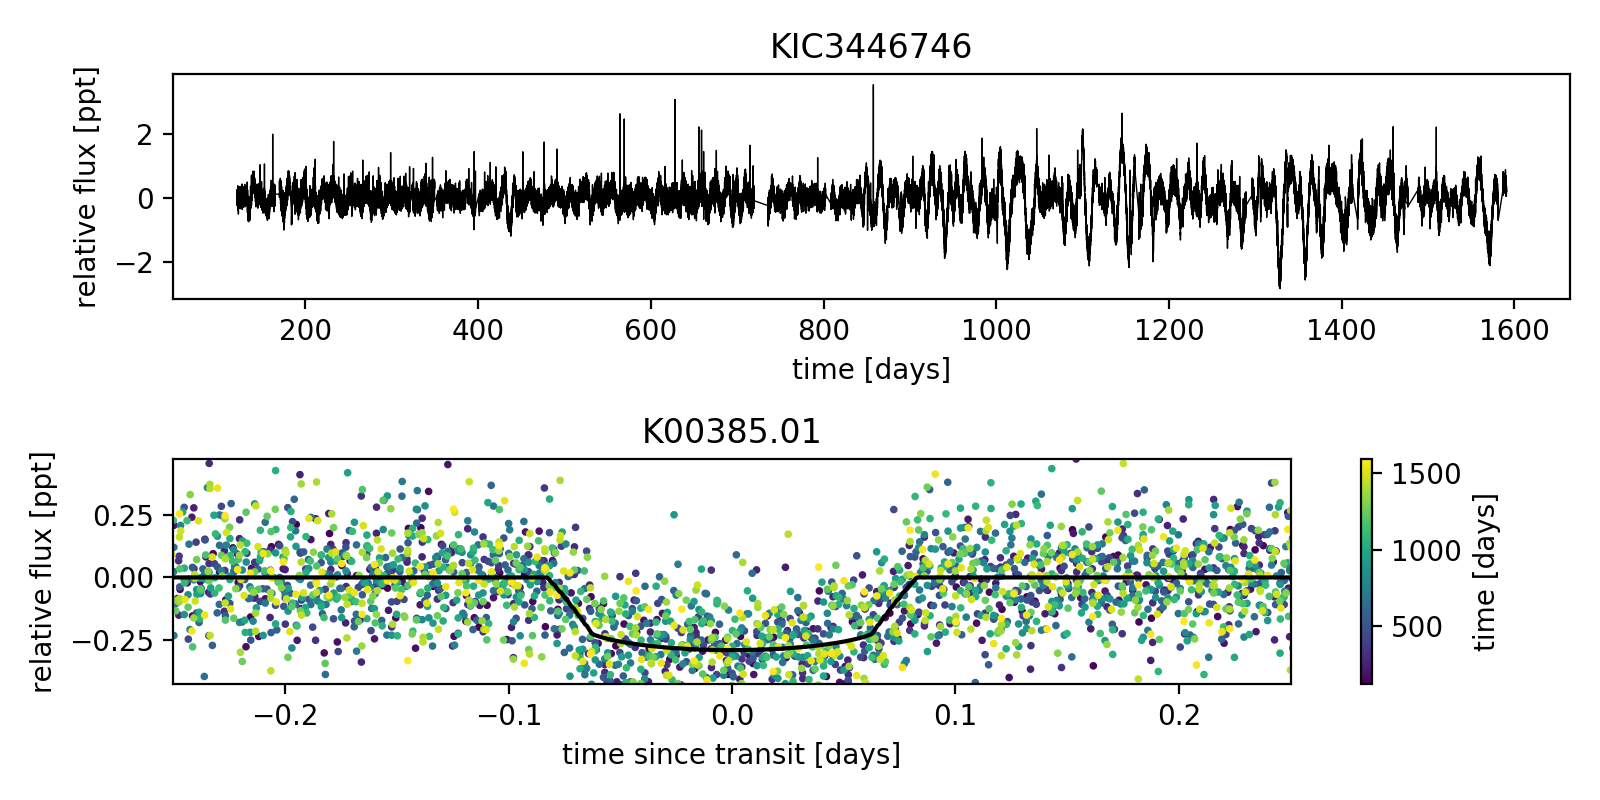 KIC3446746
relative flux [ppt]
2
0
−2
200 400 600 800 1000 1200 1400 1600
time [days]
K00385.01
relative flux [ppt]
0.25
0.00
−0.25
−0.2 −0.1 0.0 0.1 0.2
time since transit [days]
1500
1000
500
time [days]